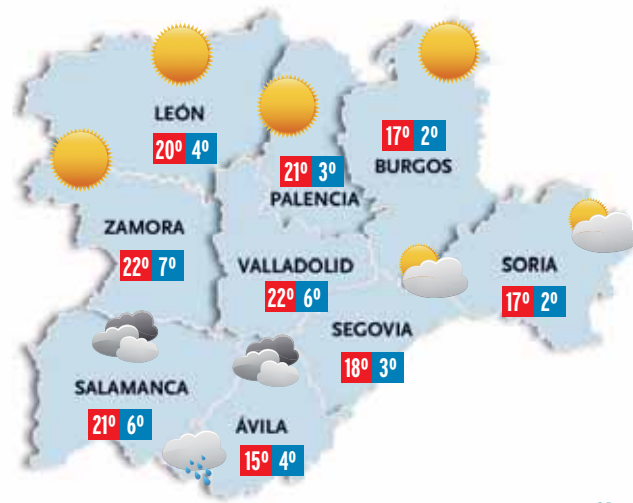 LEÓN
20º 4º
17º 2º
BURGOS
21º 3º
PALENCIA
ZAMORA
22º 7º
VALLADOLID
22º 6º
SORIA
17º 2º
SEGOVIA
18º 3º
SALAMANCA
21º 6º
ÁVILA
15º 4º